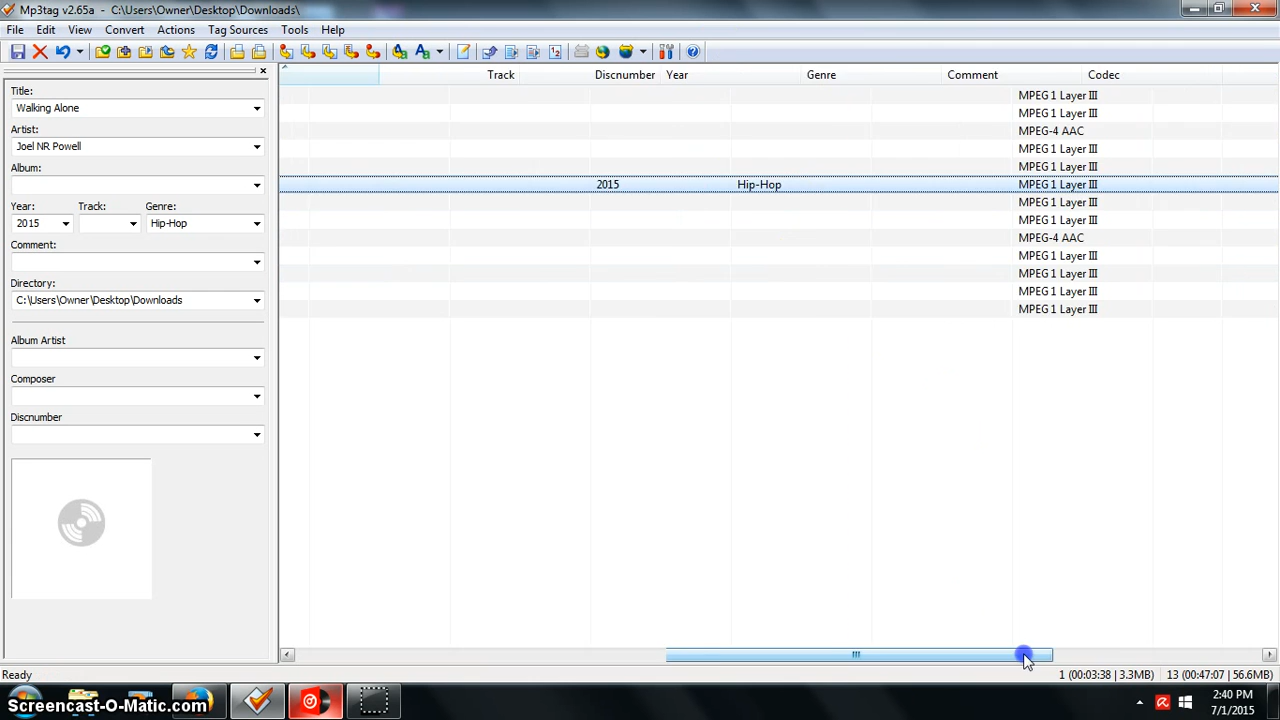 Mp3tag v2.65a - C:\Users\Owner\Desktop\Downloads\
File Edit View Convert Actions Tag Sources Tools Help
Title:
Walking Alone
Artist:
Joel NR Powell
Album:
Year: Track: Genre:
2015 Hip-Hop
Comment:
Directory:
C:\Users\Owner\Desktop\Downloads
Album Artist
Composer
Discnumber
Track Discnumber Year Genre Comment Codec
MPEG 1 Layer III
MPEG 1 Layer III
MPEG-4 AAC
MPEG 1 Layer III
MPEG 1 Layer III
2015 Hip-Hop MPEG 1 Layer III
MPEG 1 Layer III
MPEG 1 Layer III
MPEG-4 AAC
MPEG 1 Layer III
MPEG 1 Layer III
MPEG 1 Layer III
MPEG 1 Layer III
Ready 1 (00:03:38 | 3.3MB) 13 (00:47:07 | 56.6MB)
Screencast-O-Matic.com
2:40 PM
7/1/2015